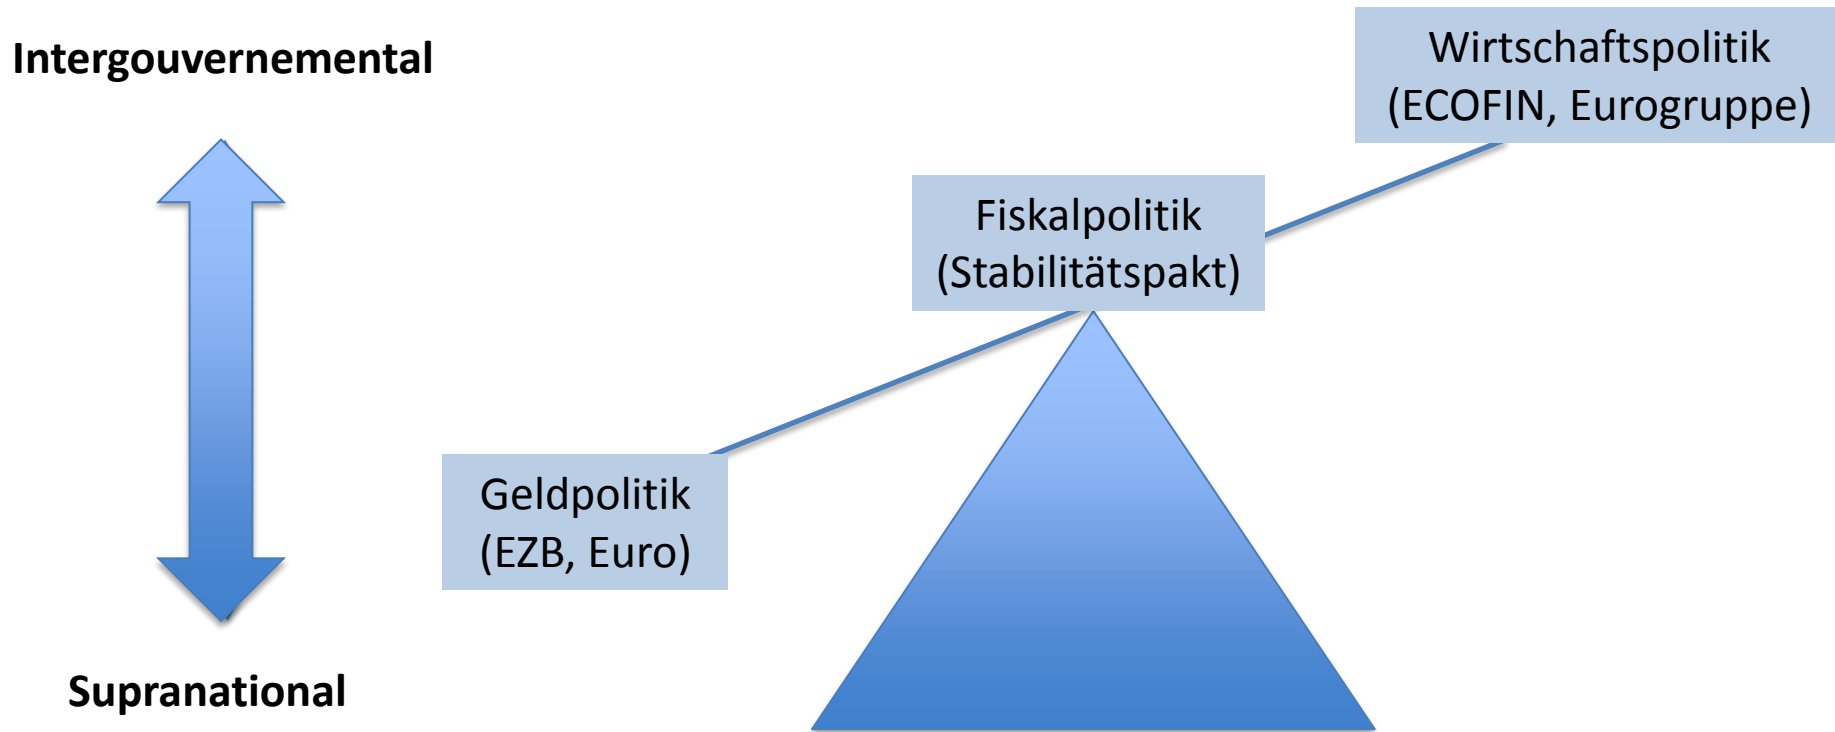 Intergouvernemental
Wirtschaftspolitik
(ECOFIN, Eurogruppe)
Fiskalpolitik
(Stabilitätspakt)
Geldpolitik
(EZB, Euro)
Supranational